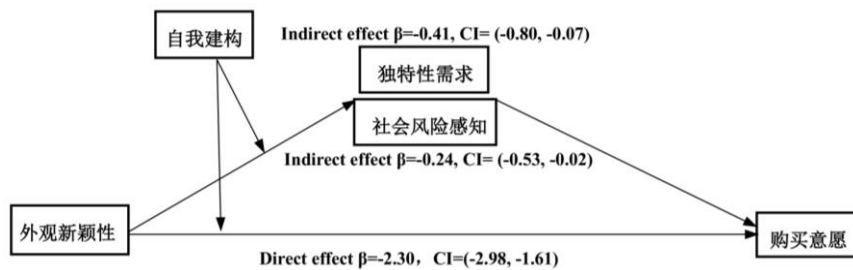 自我建构
Indirect effect β=-0.41, CI= (-0.80, -0.07)
独特性需求
社会风险感知
Indirect effect β=-0.24, CI= (-0.53, -0.02)
外观新颖性
购买意愿
Direct effect β=-2.30，CI=(-2.98, -1.61)